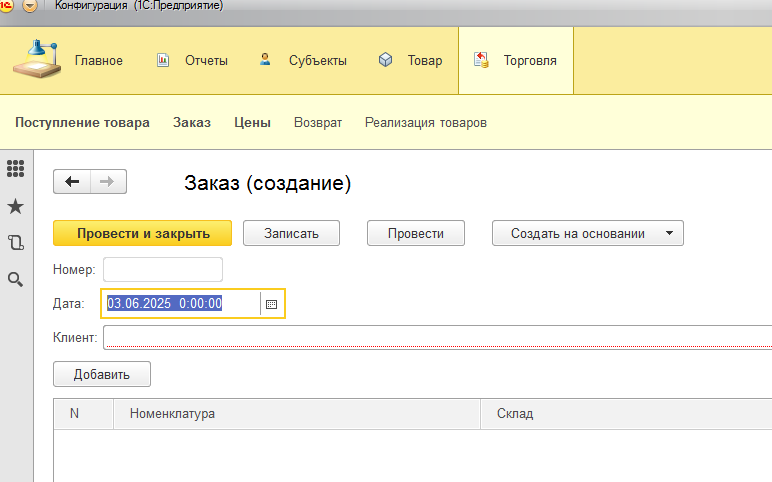 1С Конфигурация (1С:Предприятие)
Главное Отчеты Субъекты Товар Торговля
Поступление товара Заказ Цены Возврат Реализация товаров
Заказ (создание)
Провести и закрыть Записать Провести Создать на основании
Номер:
Дата: 03.06.2025 0:00:00
Клиент:
Добавить
N Номенклатура Склад